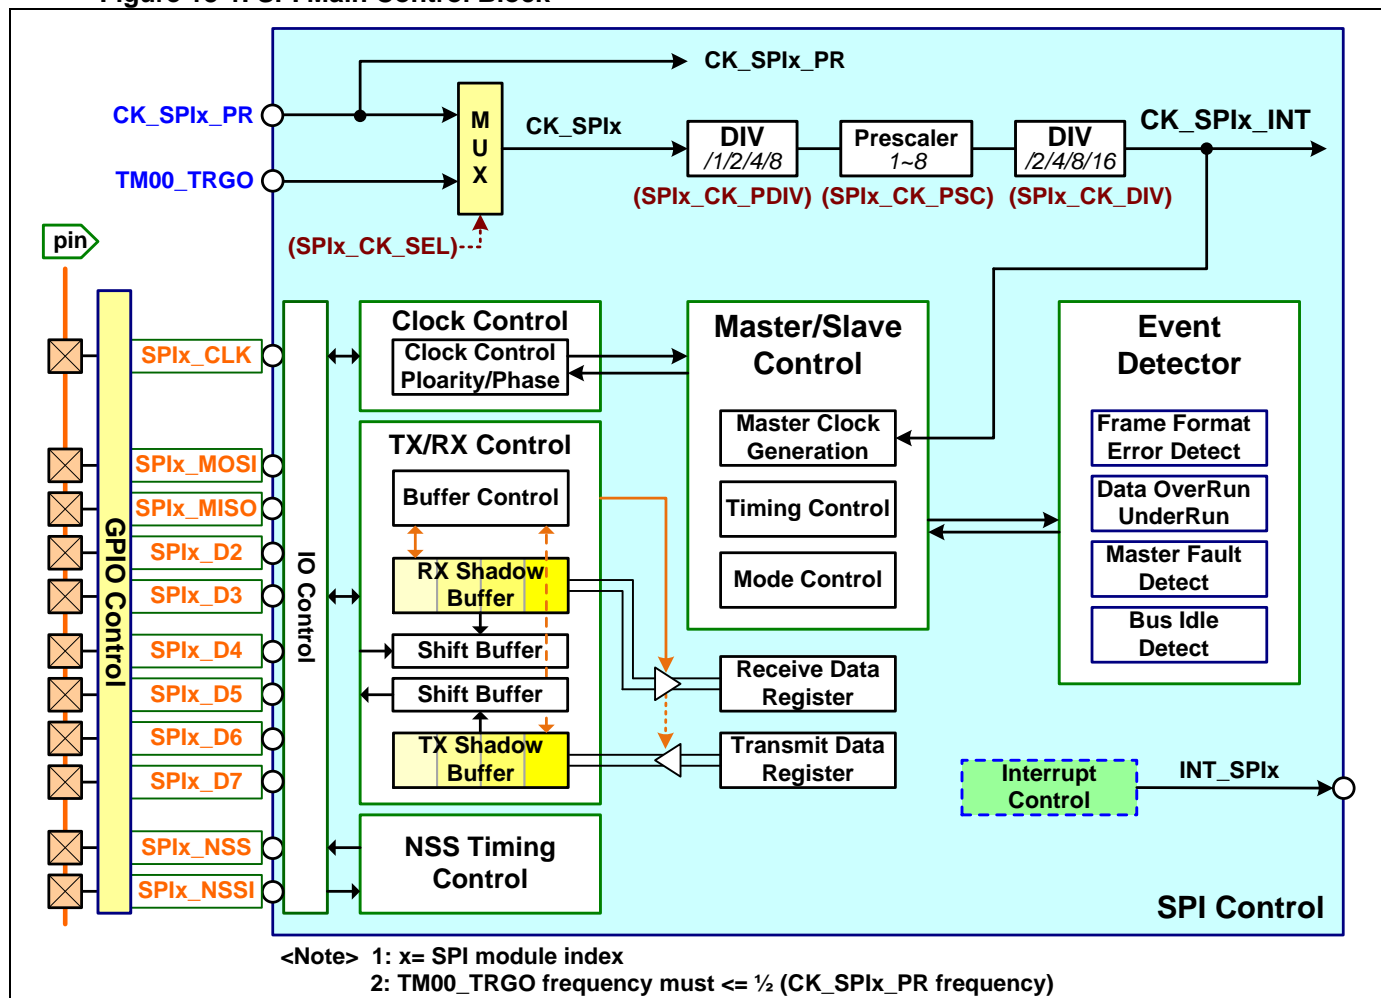 CK_SPIx_PR
CK_SPIx_PR
TM00_TRGO
MUX
CK_SPIx
DIV
/1/2/4/8
(SPIx_CK_PDIV)
Prescaler
1~8
(SPIx_CK_PSC)
DIV
/2/4/8/16
(SPIx_CK_DIV)
CK_SPIx_INT
(SPIx_CK_SEL)
pin
GPIO Control
SPIx_CLK
SPIx_MOSI
SPIx_MISO
SPIx_D2
SPIx_D3
SPIx_D4
SPIx_D5
SPIx_D6
SPIx_D7
SPIx_NSS
SPIx_NSSI
IO Control
Clock Control
Clock Control
Ploarity/Phase
TX/RX Control
Buffer Control
RX Shadow
Buffer
Shift Buffer
Shift Buffer
TX Shadow
Buffer
NSS Timing
Control
Master/Slave
Control
Master Clock
Generation
Timing Control
Mode Control
Receive Data
Register
Transmit Data
Register
Event
Detector
Frame Format
Error Detect
Data OverRun
UnderRun
Master Fault
Detect
Bus Idle
Detect
Interrupt
Control
INT_SPIx
SPI Control
<Note> 1: x= SPI module index
2: TM00_TRGO frequency must <= ½ (CK_SPIx_PR frequency)